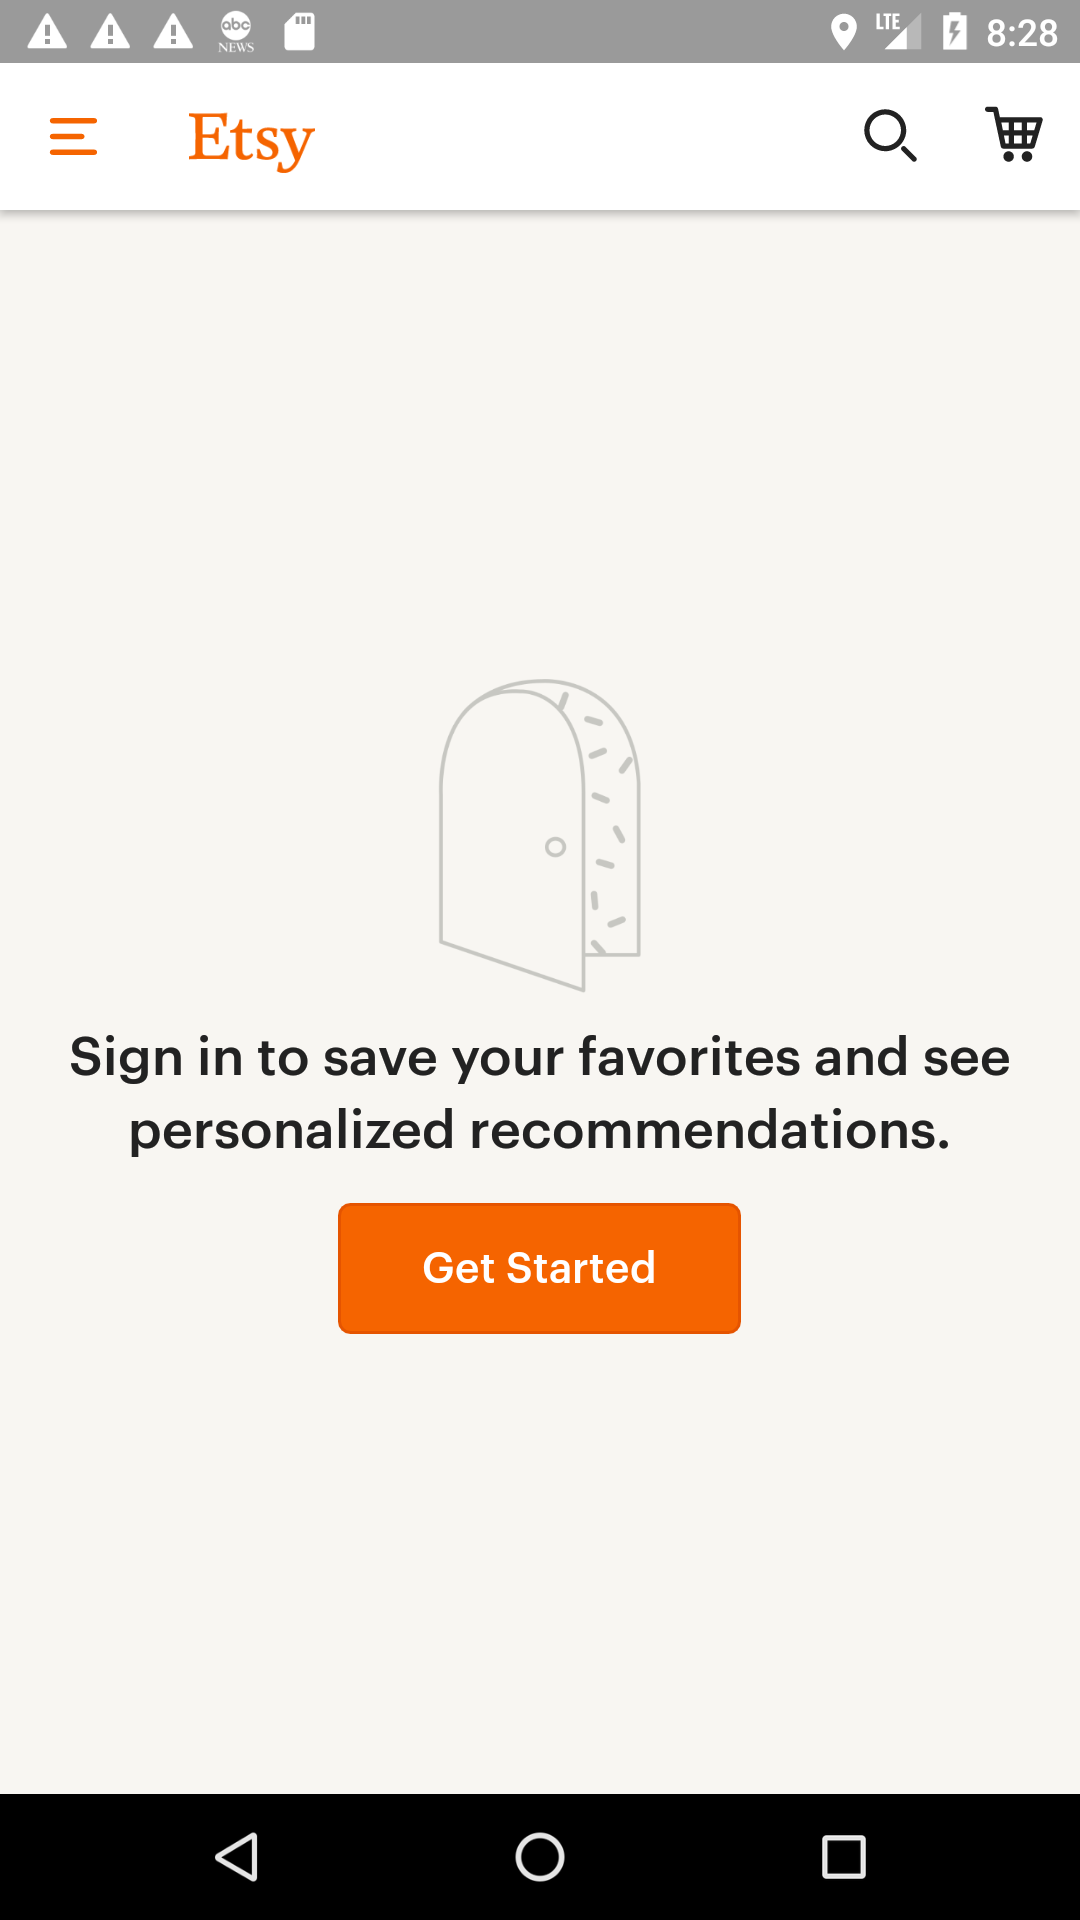 abc
NEWS
LTE
8:28
Etsy
Sign in to save your favorites and see
personalized recommendations.
Get Started